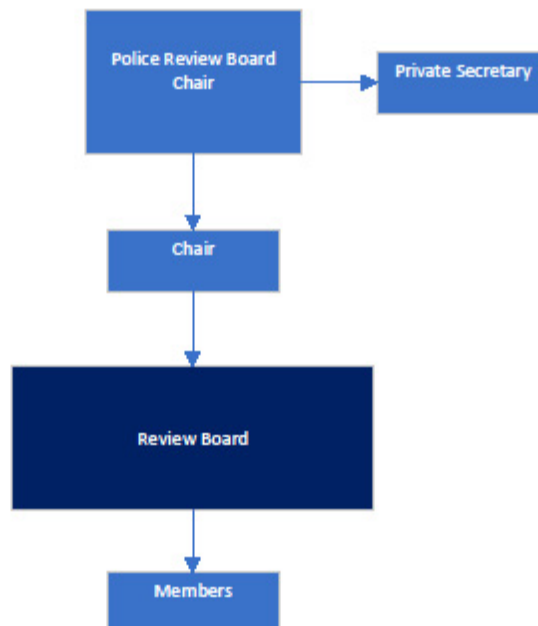 Police Review Board
Chair
Private Secretary
Chair
Review Board
Members